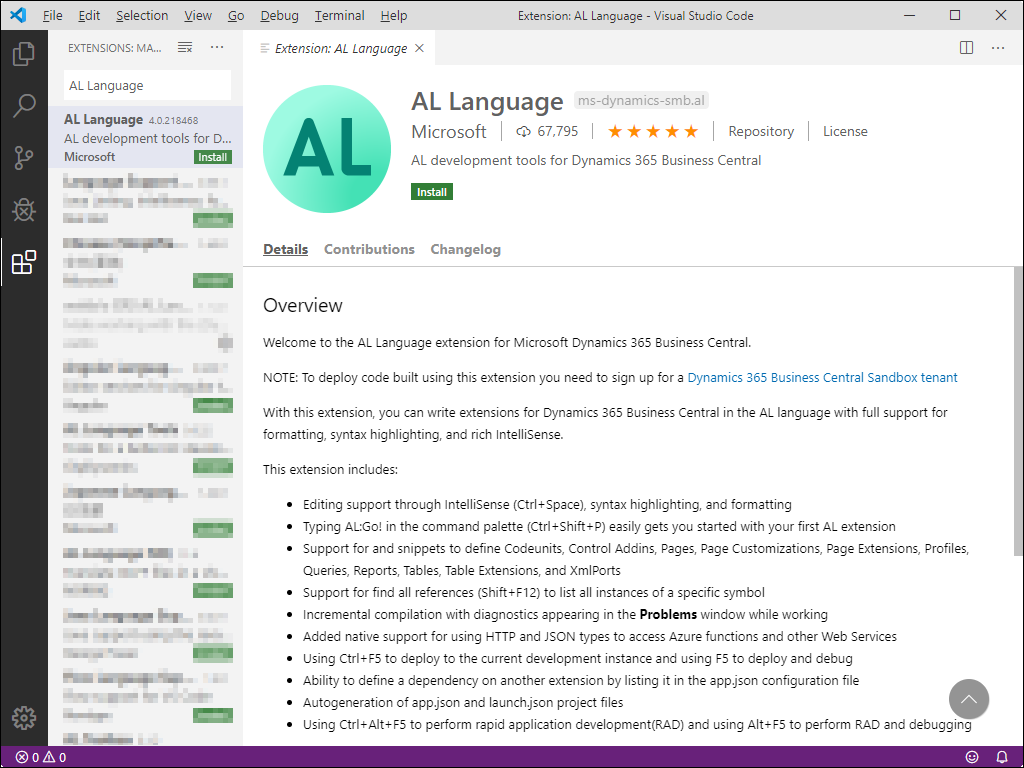 File Edit Selection View Go Debug Terminal Help Extension: AL Language - Visual Studio Code
EXTENSIONS: MA...
AL Language
AL Language 4.0.218468
AL development tools for D...
Microsoft Install
Extension: AL Language
AL
AL Language ms-dynamics-smb.al
Microsoft 67,795 ★★★★★ Repository License
AL development tools for Dynamics 365 Business Central
Install
Details Contributions Changelog
Overview
Welcome to the AL Language extension for Microsoft Dynamics 365 Business Central.
NOTE: To deploy code built using this extension you need to sign up for a Dynamics 365 Business Central Sandbox tenant
With this extension, you can write extensions for Dynamics 365 Business Central in the AL language with full support for
formatting, syntax highlighting, and rich IntelliSense.
This extension includes:
• Editing support through IntelliSense (Ctrl+Space), syntax highlighting, and formatting
• Typing AL:Go! in the command palette (Ctrl+Shift+P) easily gets you started with your first AL extension
• Support for and snippets to define Codeunits, Control Addins, Pages, Page Customizations, Page Extensions, Profiles,
Queries, Reports, Tables, Table Extensions, and XmlPorts
• Support for find all references (Shift+F12) to list all instances of a specific symbol
• Incremental compilation with diagnostics appearing in the Problems window while working
• Added native support for using HTTP and JSON types to access Azure functions and other Web Services
• Using Ctrl+F5 to deploy to the current development instance and using F5 to deploy and debug
• Ability to define a dependency on another extension by listing it in the app.json configuration file
• Autogeneration of app.json and launch.json project files
• Using Ctrl+Alt+F5 to perform rapid application development(RAD) and using Alt+F5 to perform RAD and debugging
0 0